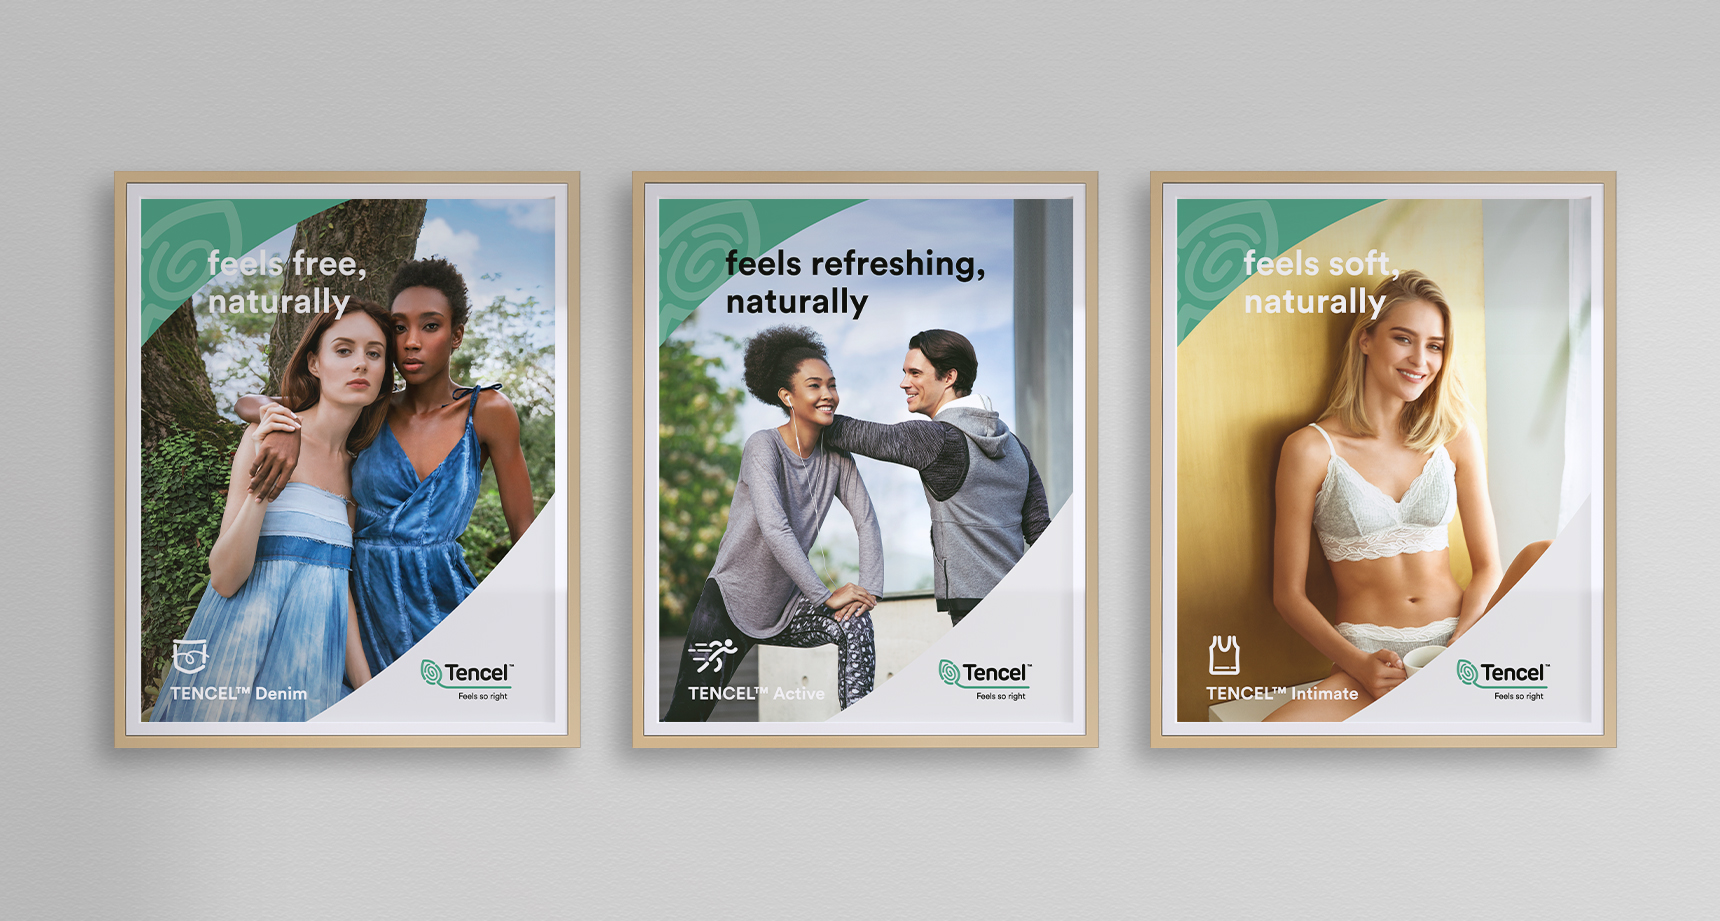 feels free,
naturally
TENCEL™ Denim
Tencel™
Feels so right
feels refreshing,
naturally
TENCEL™ Active
Tencel™
Feels so right
feels soft,
naturally
TENCEL™ Intimate
Tencel™
Feels so right